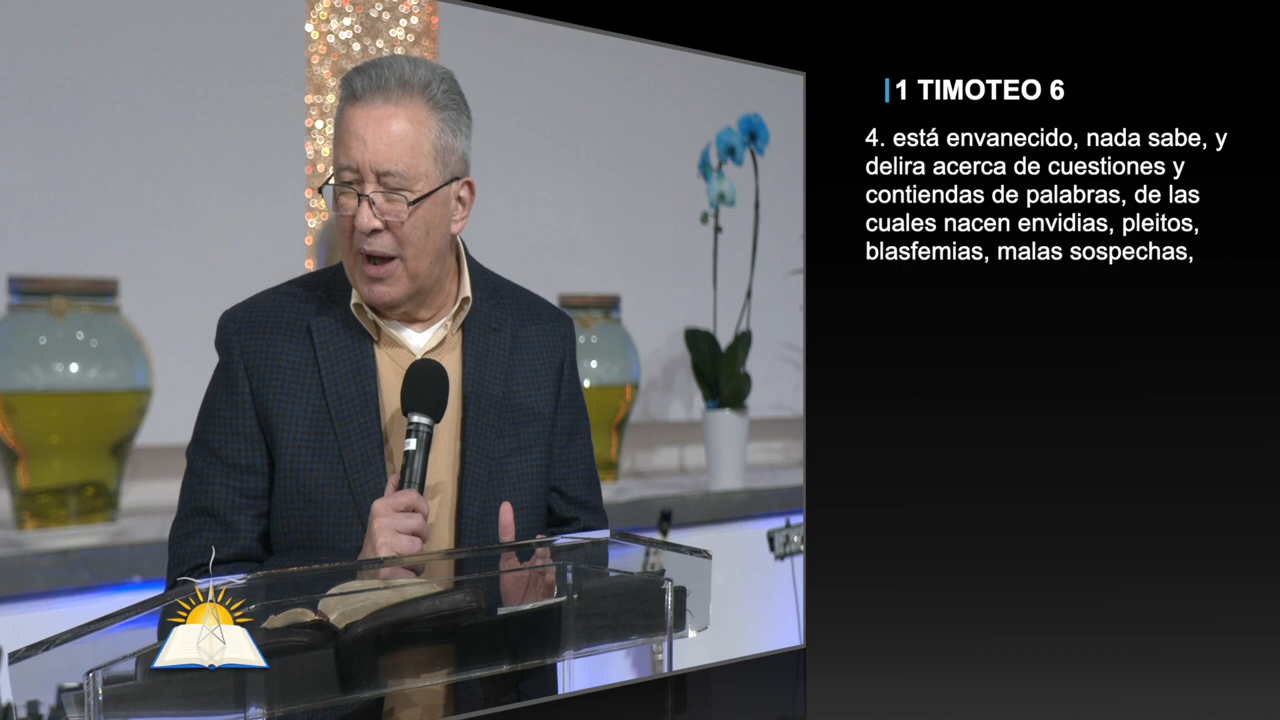 1 TIMOTEO 6
4. está envanecido, nada sabe, y
delira acerca de cuestiones y
contiendas de palabras, de las
cuales nacen envidias, pleitos,
blasfemias, malas sospechas,